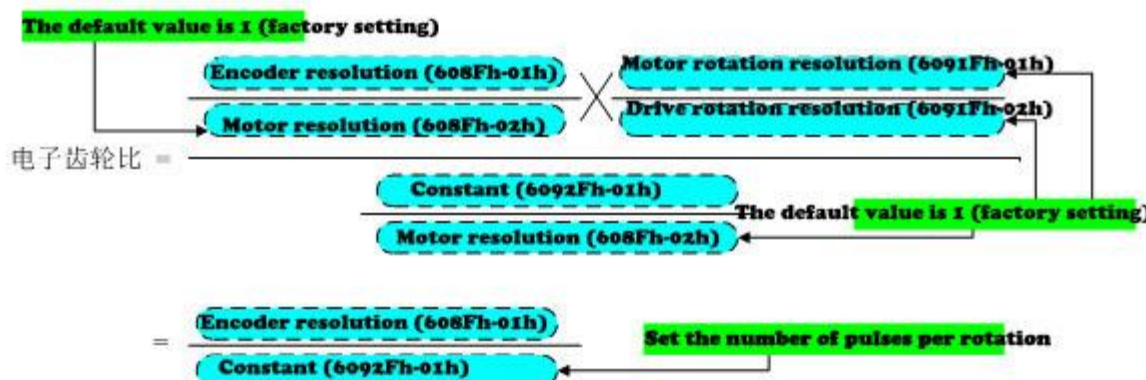 The default value is 1 (factory setting)
Encoder resolution (608Fh-01h)
Motor rotation resolution (6091Fh-01h)
Motor resolution (608Fh-02h)
Drive rotation resolution (6091Fh-02h)
电子齿轮比 =
Constant (6092Fh-01h)
The default value is 1 (factory setting)
Motor resolution (608Fh-02h)
=
Encoder resolution (608Fh-01h)
Set the number of pulses per rotation
Constant (6092Fh-01h)